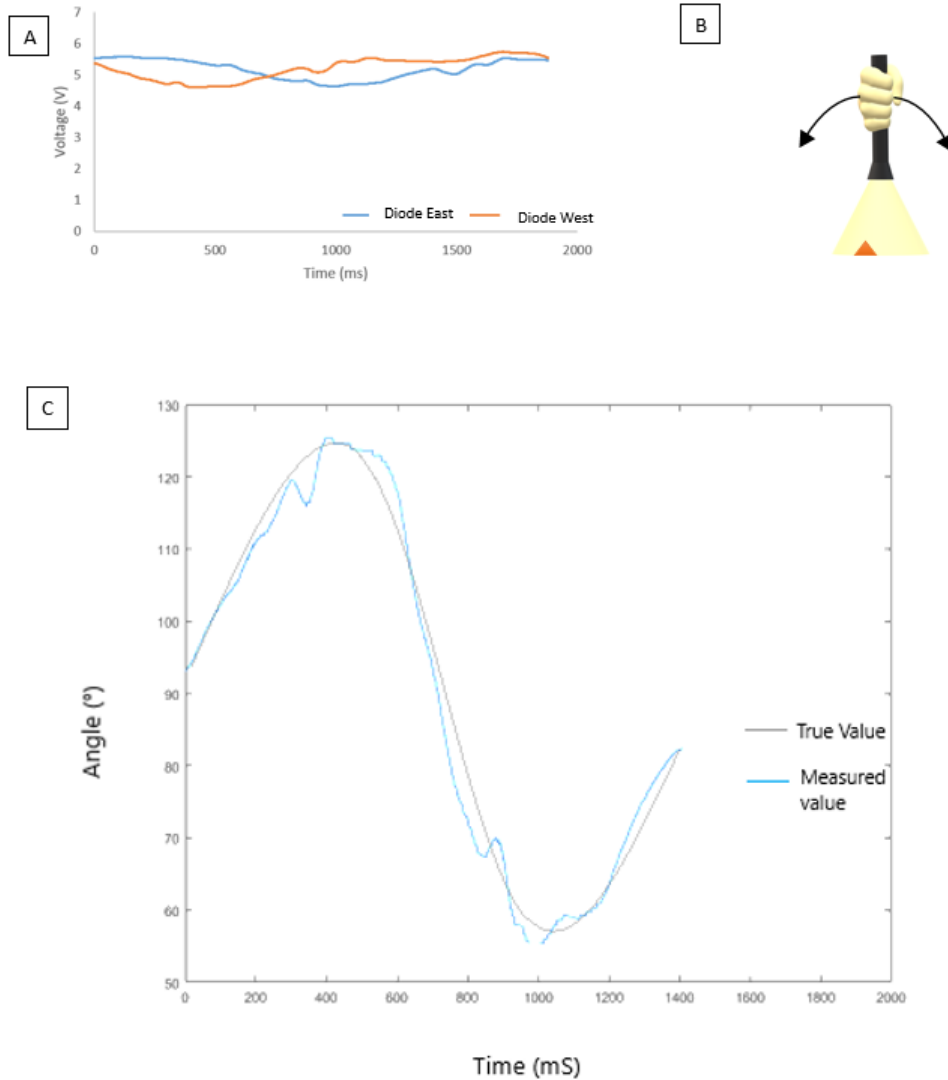 A
B
7
6
5
4
3
2
1
0
Voltage (V)
Diode East
Diode West
0
500
1000
1500
2000
Time (ms)
C
130
120
110
100
90
80
70
60
50
Angle (°)
True Value
Measured
value
0
200
400
600
800
1000
1200
1400
1600
1800
2000
Time (mS)